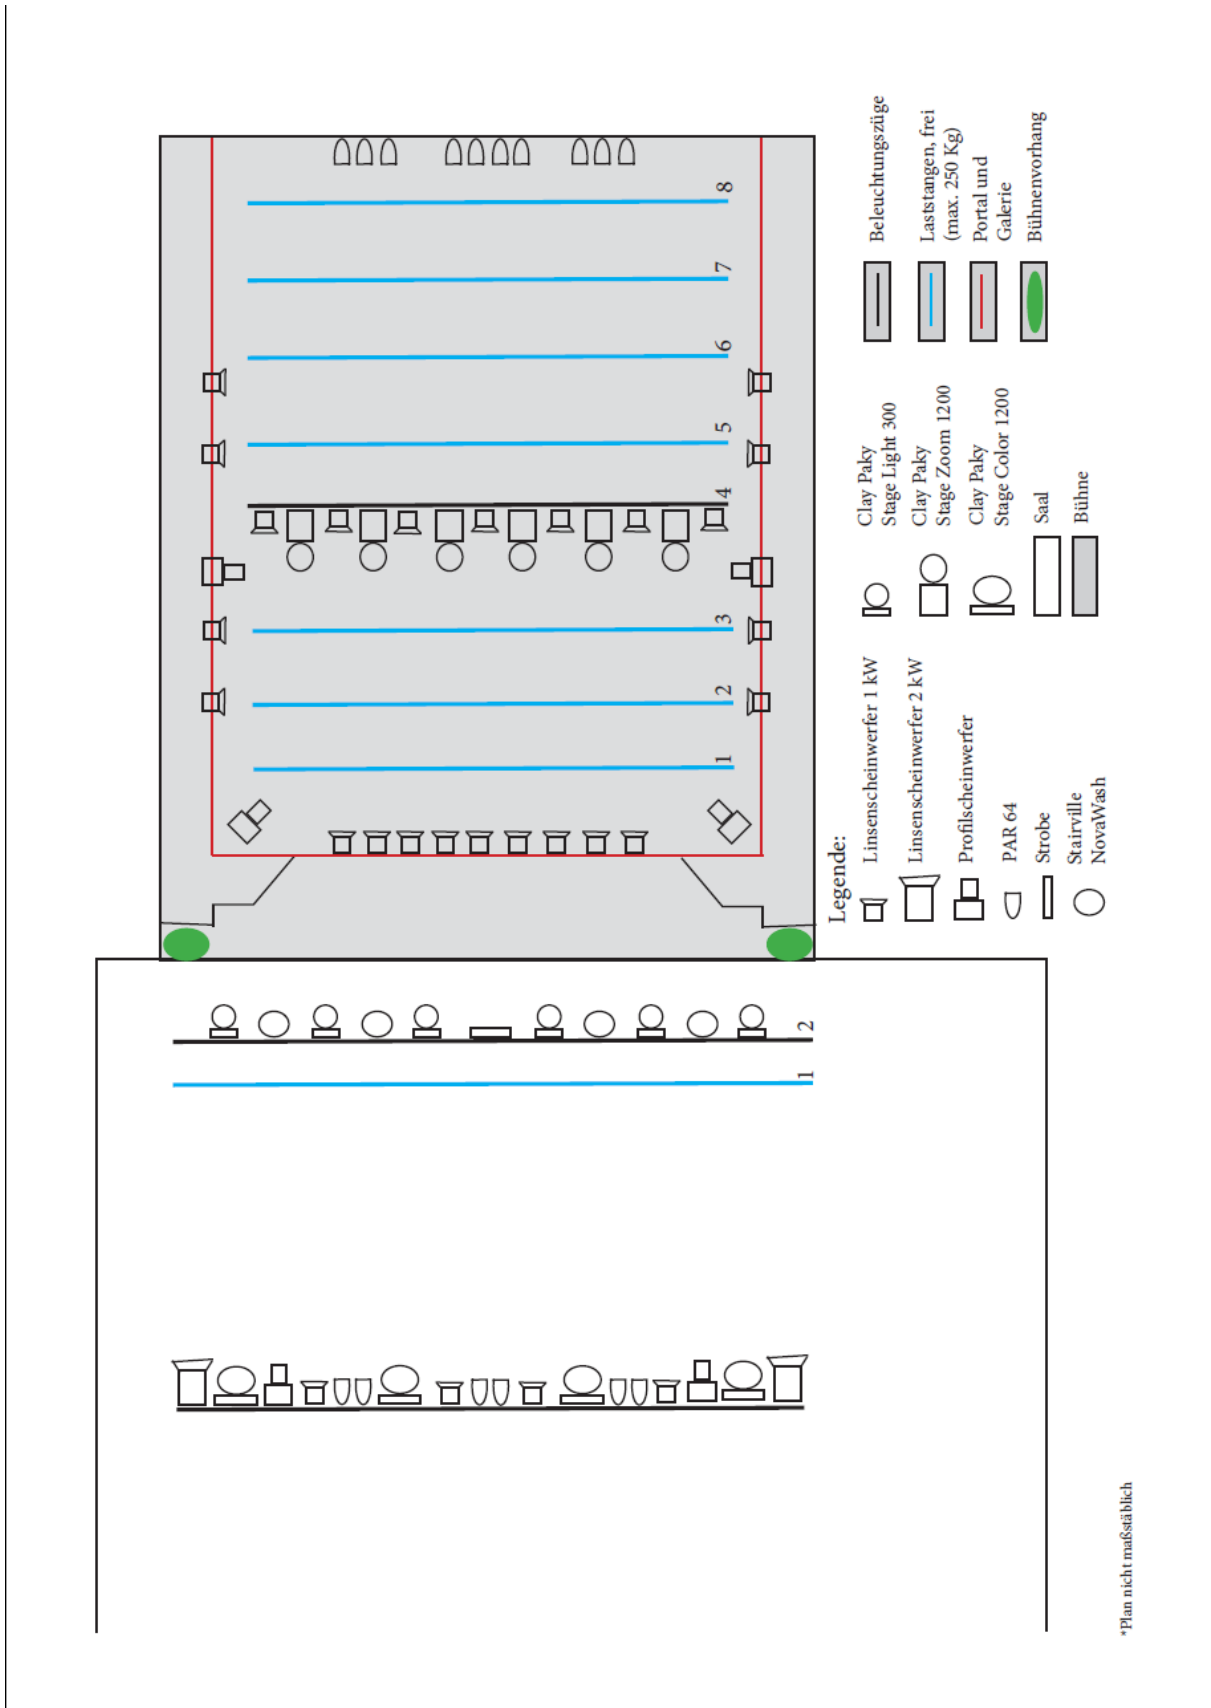 8
7
6
5
4
3
2
1
2
1
Legende:
Linsenscheinwerfer 1 kW
Linsenscheinwerfer 2 kW
Profilscheinwerfer
PAR 64
Strobe
Stairville
NovaWash
Clay Paky
Stage Light 300
Clay Paky
Stage Zoom 1200
Clay Paky
Stage Color 1200
Saal
Bühne
Beleuchtungszüge
Laststangen, frei
(max. 250 Kg)
Portal und
Galerie
Bühnenvorhang
*Plan nicht maßstäblich